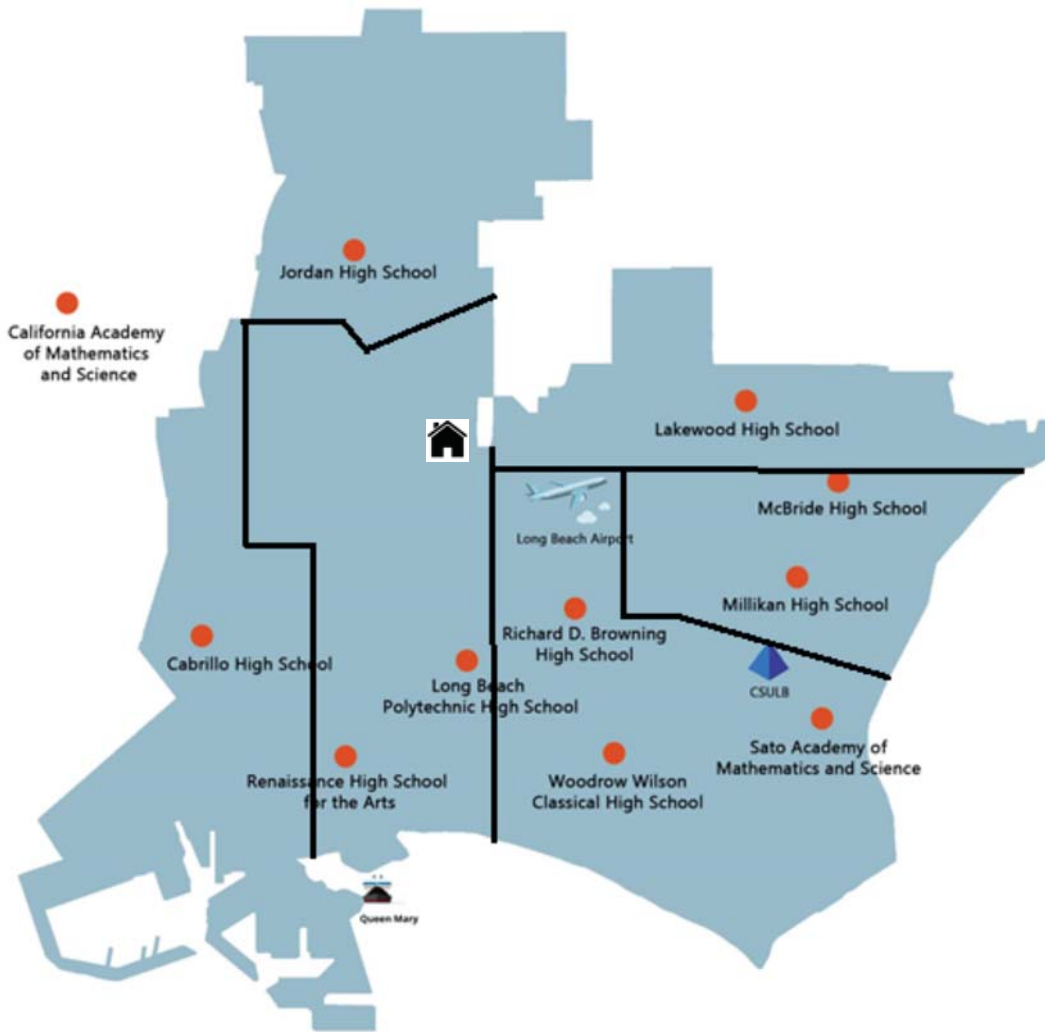 Jordan High School
California Academy
of Mathematics
and Science
Lakewood High School
McBride High School
Long Beach Airport
Millikan High School
Richard D. Browning
High School
Cabrillo High School
CSULB
Long Beach
Polytechnic High School
Sato Academy of
Mathematics and Science
Renaissance High School
for the Arts
Woodrow Wilson
Classical High School
Queen Mary